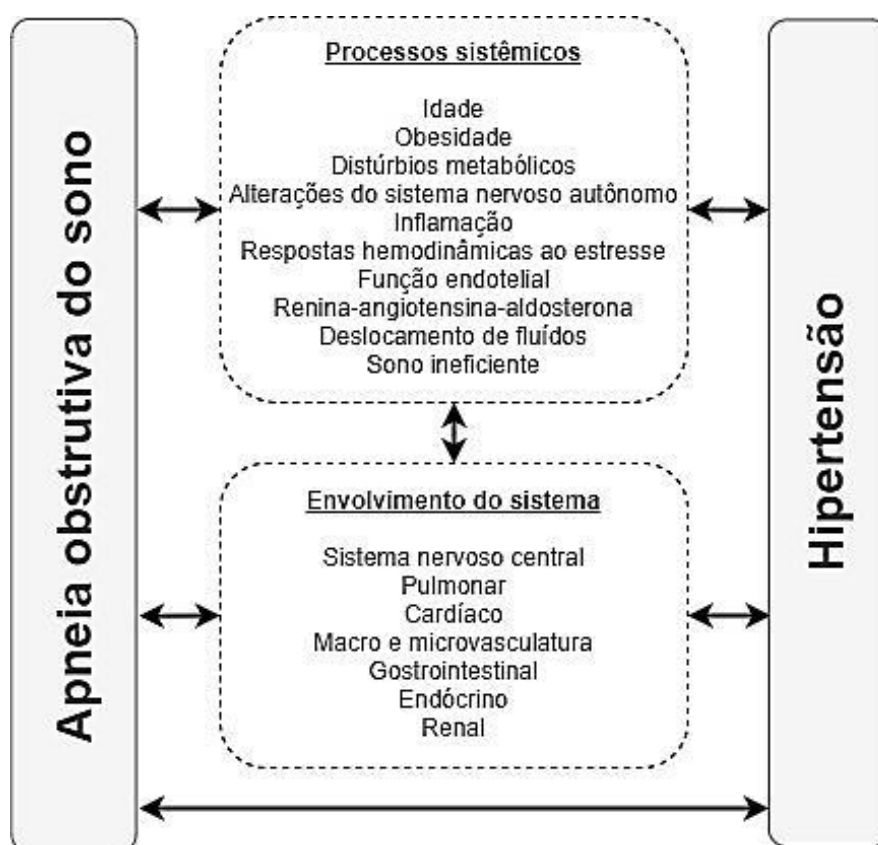 Apneia obstrutiva do sono
Processos sistêmicos
Idade
Obesidade
Distúrbios metabólicos
Alterações do sistema nervoso autônomo
Inflamação
Respostas hemodinâmicas ao estresse
Função endotelial
Renina-angiotensina-aldosterona
Deslocamento de fluídos
Sono ineficiente
Envolvimento do sistema
Sistema nervoso central
Pulmonar
Cardíaco
Macro e microvasculatura
Gostrointestinal
Endócrino
Renal
Hipertensão